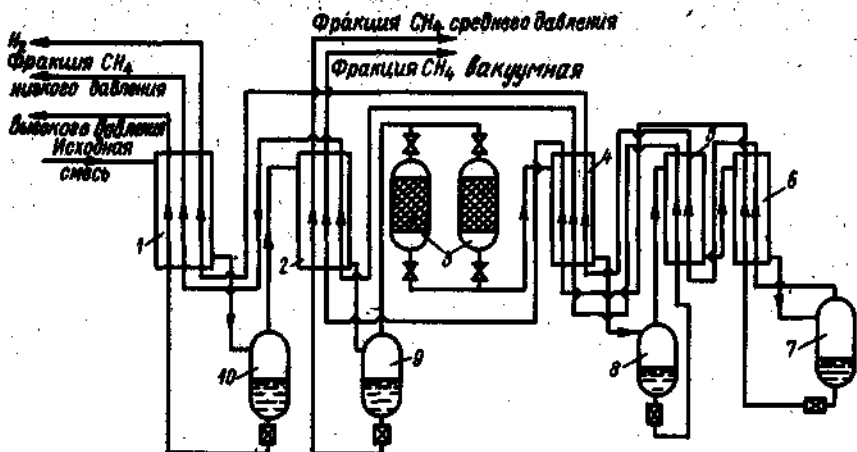 Фракция CH₄ среднего давления
H₂
Фракция CH₄
низкого давления
Фракция CH₄ вакуумная
высокого давления
Исходная
смесь
1
2
3
4
5
6
7
8
9
10